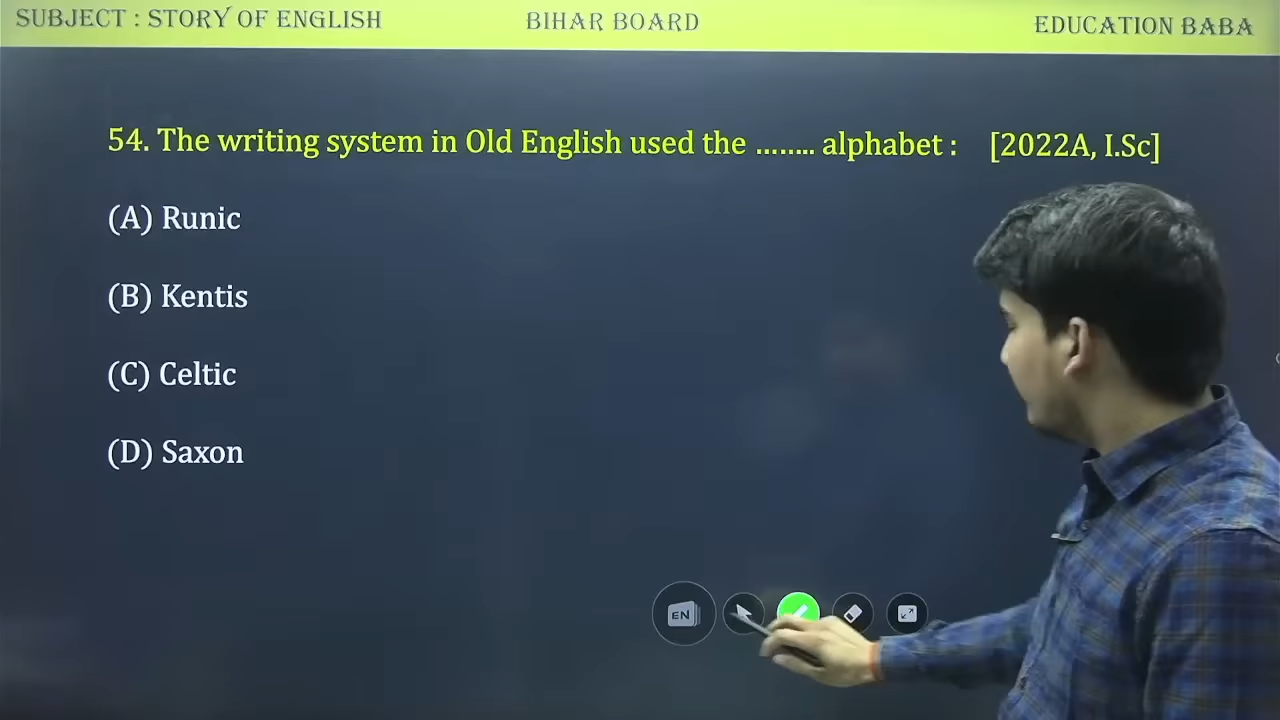 SUBJECT : STORY OF ENGLISH BIHAR BOARD EDUCATION BABA
54. The writing system in Old English used the ........ alphabet : [2022A, I.Sc]
(A) Runic
(B) Kentis
(C) Celtic
(D) Saxon
EN